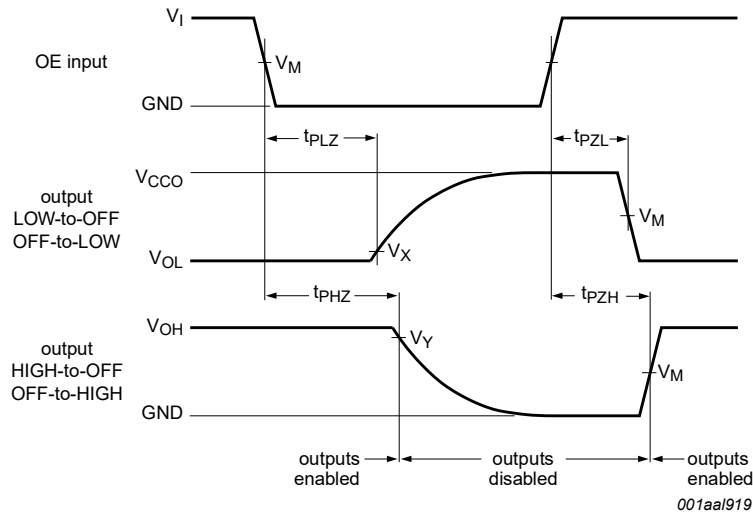 V_I
OE input
V_M
GND
t_PLZ
t_PZL
V_CCO
output
LOW-to-OFF
OFF-to-LOW
V_M
V_OL
V_X
t_PHZ
t_PZH
V_OH
output
HIGH-to-OFF
OFF-to-HIGH
V_Y
V_M
GND
outputs
enabled
outputs
disabled
outputs
enabled
001aal919